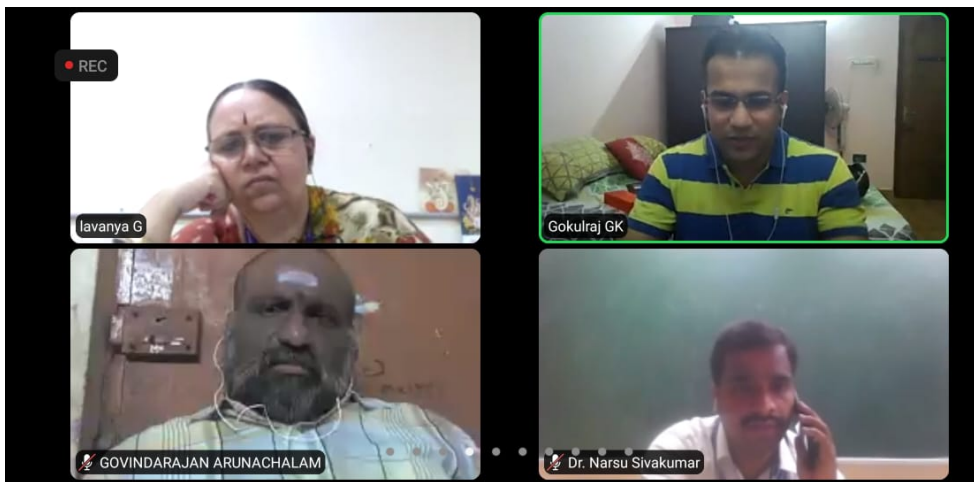 REC
lavanya G
Gokulraj GK
GOVINDARAJAN ARUNACHALAM
Dr. Narsu Sivakumar